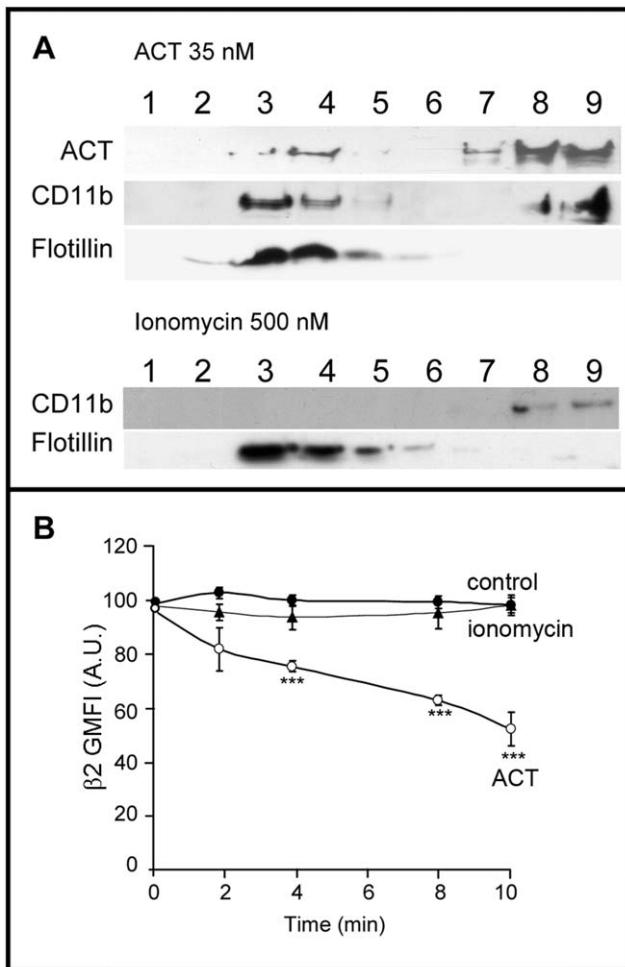 A
ACT 35 nM
1 2 3 4 5 6 7 8 9
ACT
CD11b
Flotillin
Ionomycin 500 nM
1 2 3 4 5 6 7 8 9
CD11b
Flotillin
B
β2 GMFI (A.U.)
120
100
80
60
40
20
0
control
ionomycin
***
***
***
ACT
0 2 4 6 8 10
Time (min)